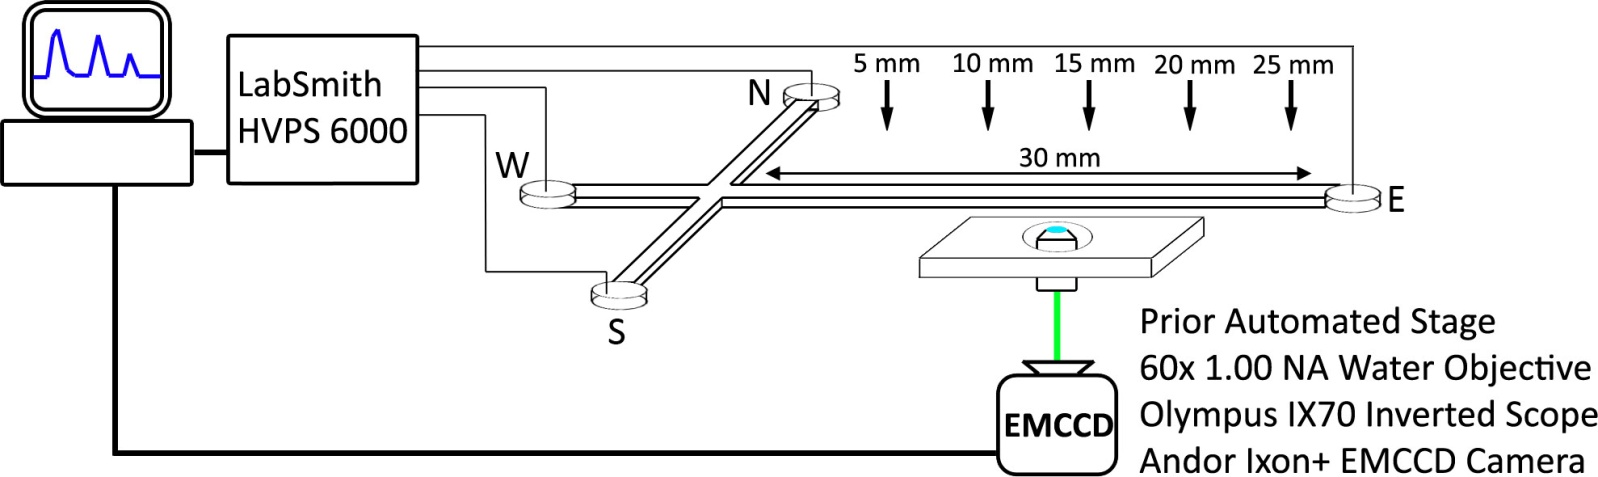 LabSmith
HVPS 6000
N
5 mm
10 mm
15 mm
20 mm
25 mm
W
30 mm
E
S
EMCCD
Prior Automated Stage
60x 1.00 NA Water Objective
Olympus IX70 Inverted Scope
Andor Ixon+ EMCCD Camera